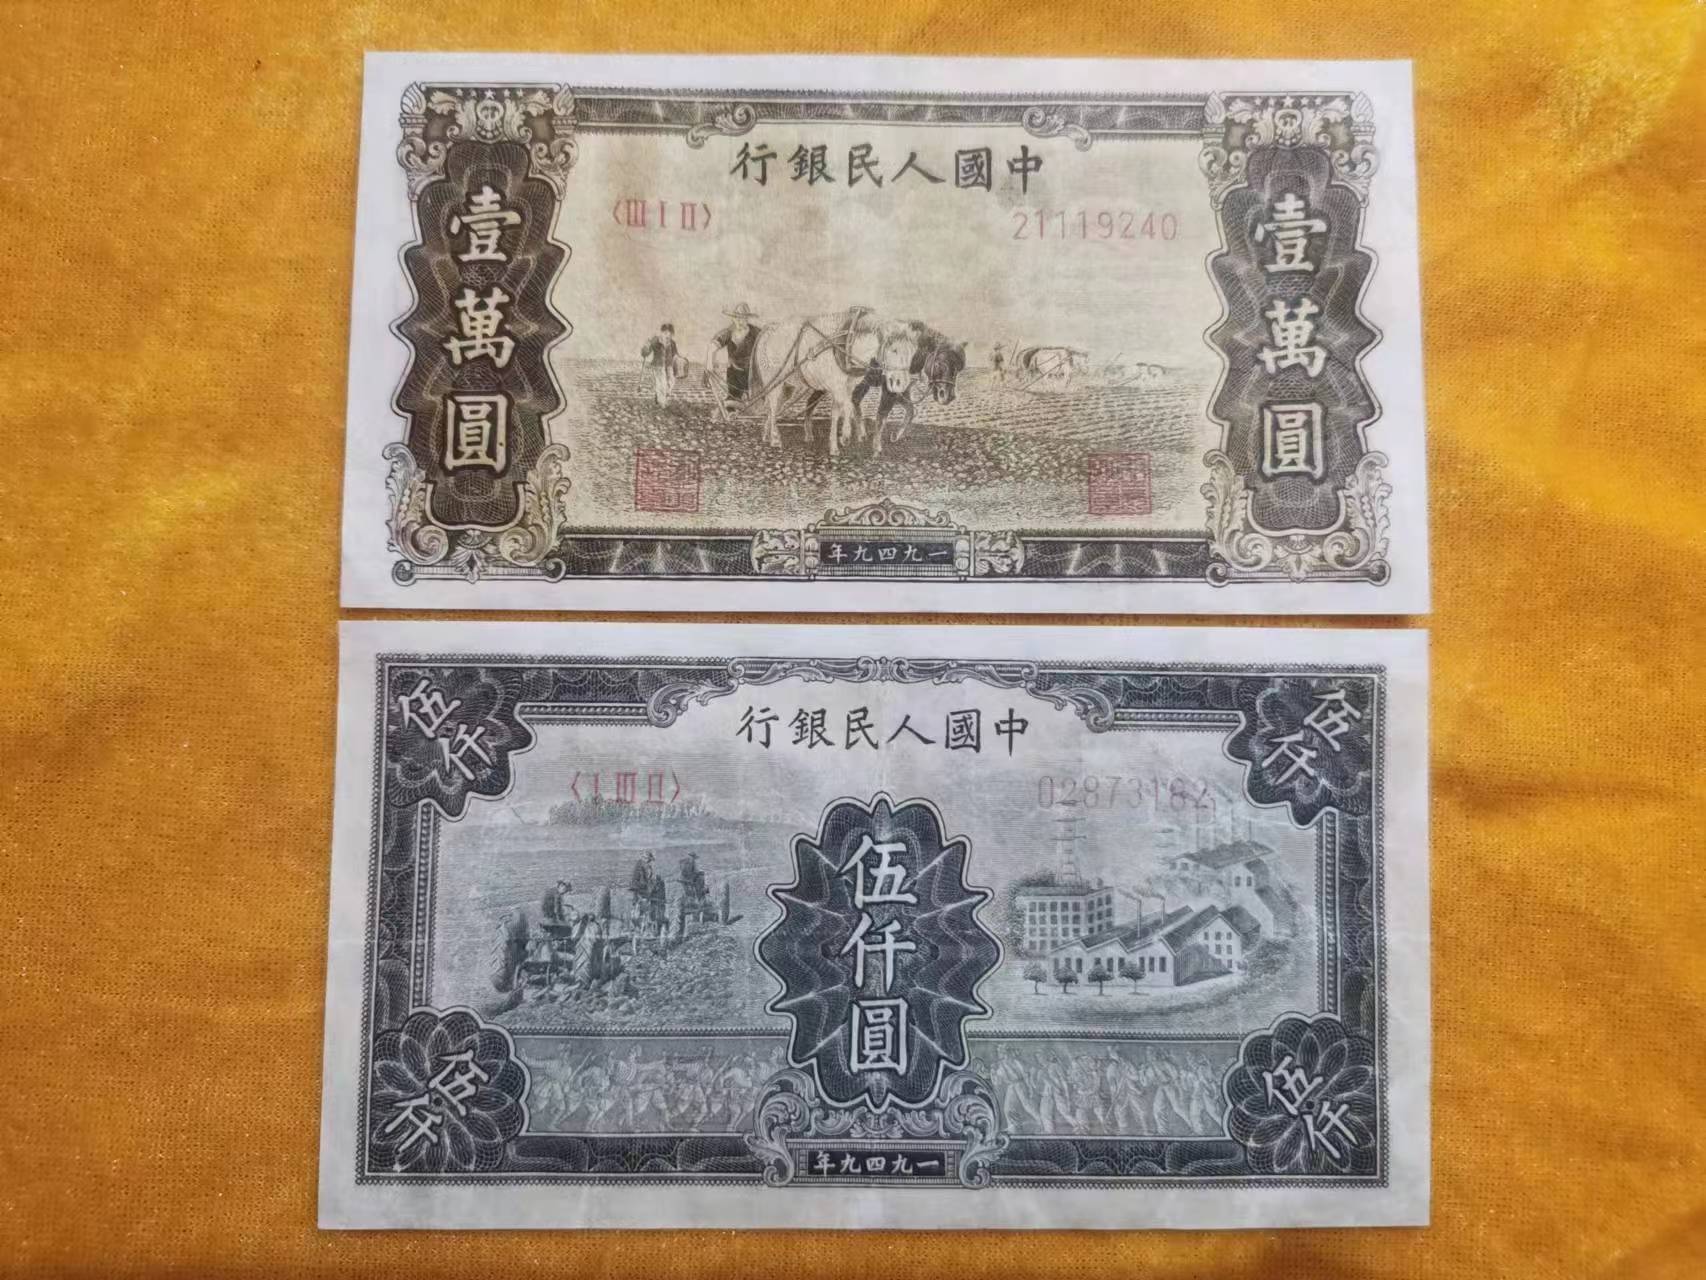 中國人民銀行
〈Ⅲ Ⅰ Ⅱ〉
21119240
壹萬圓
壹萬圓
一九四九年
中國人民銀行
伍仟
伍仟
〈Ⅰ Ⅲ Ⅱ〉
02873182
伍仟圓
伍仟
伍仟
一九四九年